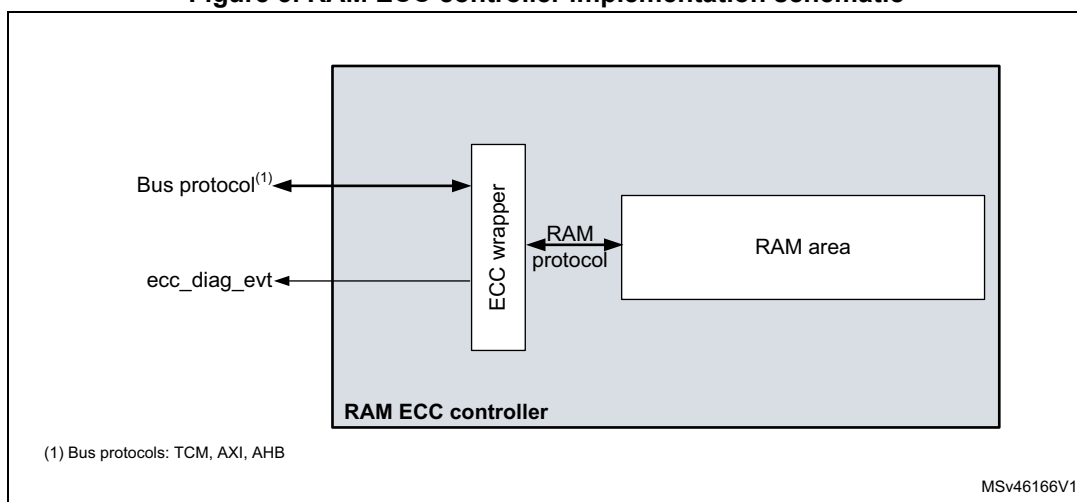 Figure RAM ECC controller implementation schematic
Bus protocol(1)
ecc_diag_evt
ECC wrapper
RAM
protocol
RAM area
RAM ECC controller
(1) Bus protocols: TCM, AXI, AHB
MSv46166V1